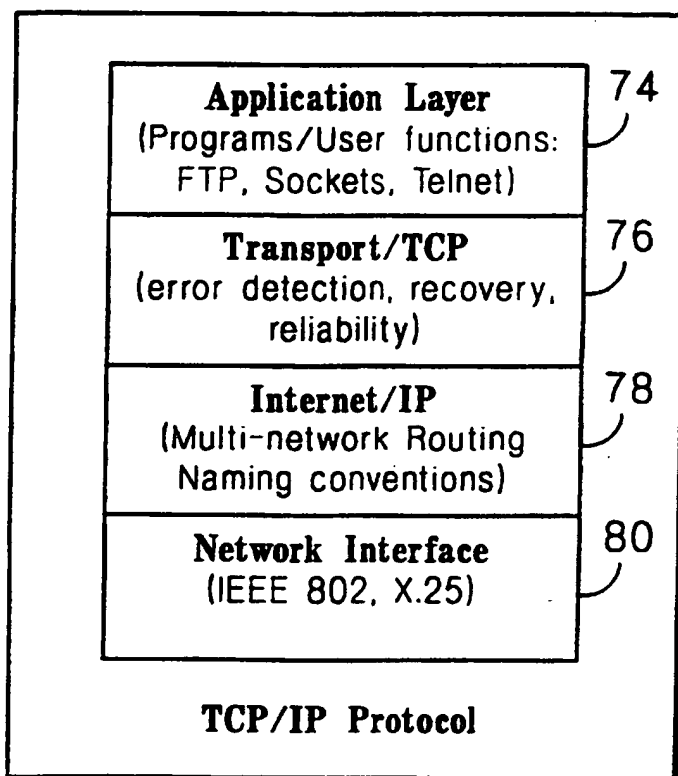 Application Layer
(Programs/User functions:
FTP, Sockets, Telnet)
74
Transport/TCP
(error detection, recovery,
reliability)
76
Internet/IP
(Multi-network Routing
Naming conventions)
78
Network Interface
(IEEE 802, X.25)
80
TCP/IP Protocol